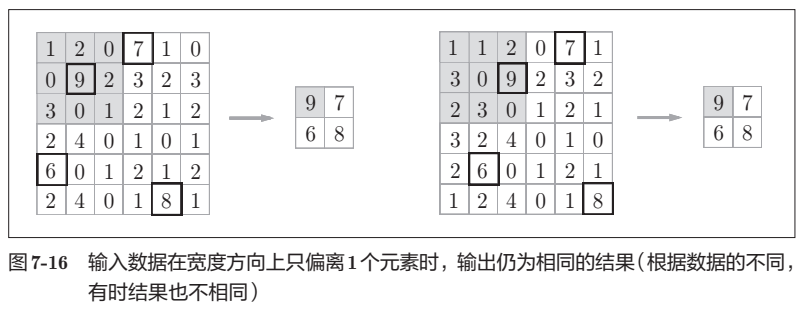 1 2 0 7 1 0
0 9 2 3 2 3
3 0 1 2 1 2
2 4 0 1 0 1
6 0 1 2 1 2
2 4 0 1 8 1
9 7
6 8
1 1 2 0 7 1
3 0 9 2 3 2
2 3 0 1 2 1
3 2 4 0 1 0
2 6 0 1 2 1
1 2 4 0 1 8
9 7
6 8
图7-16 输入数据在宽度方向上只偏离1个元素时，输出仍为相同的结果（根据数据的不同，
有时结果也不相同）